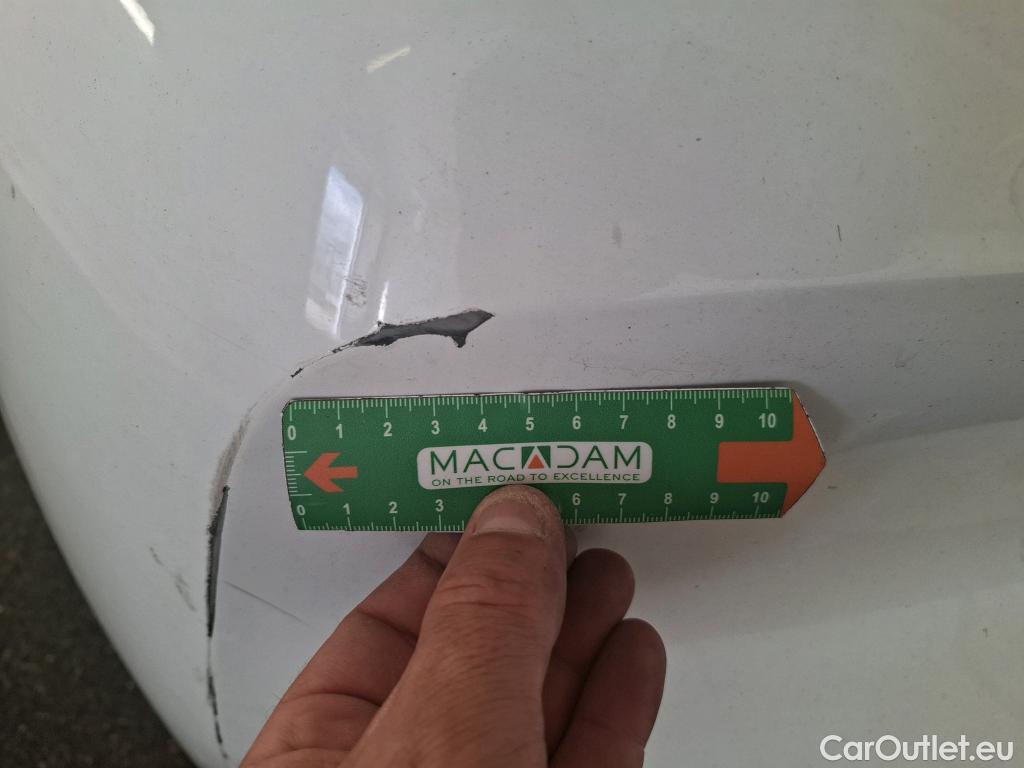 0 1 2 3 4 5 6 7 8 9 10
MACADAM
ON THE ROAD TO EXCELLENCE
0 1 2 3 6 7 8 9 10
CarOutlet.eu